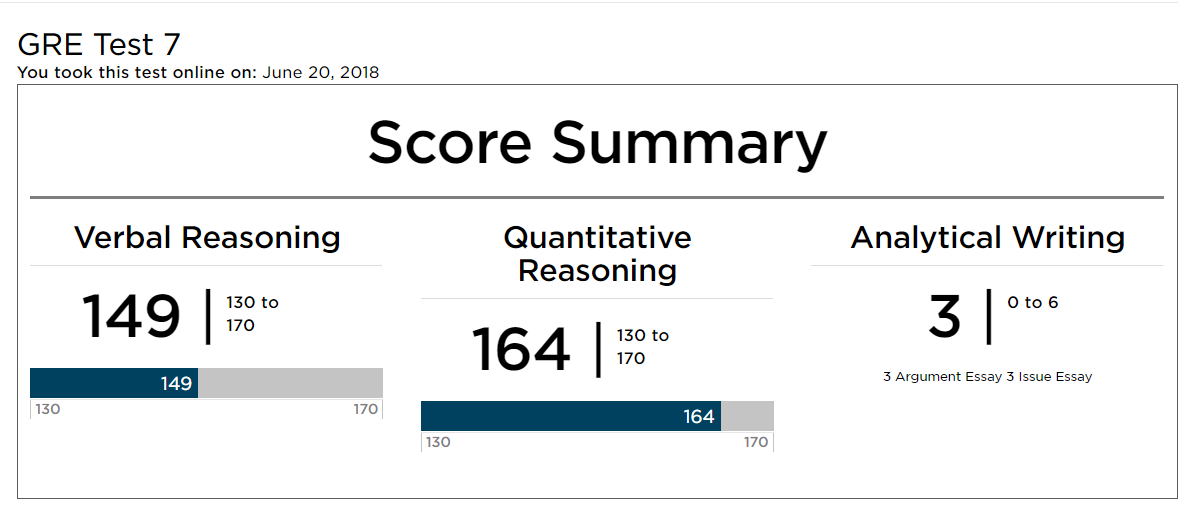 GRE Test 7
You took this test online on: June 20, 2018
Score Summary
Verbal Reasoning
149
130 to
170
149
130
170
Quantitative
Reasoning
164
130 to
170
164
130
170
Analytical Writing
3
0 to 6
3 Argument Essay 3 Issue Essay